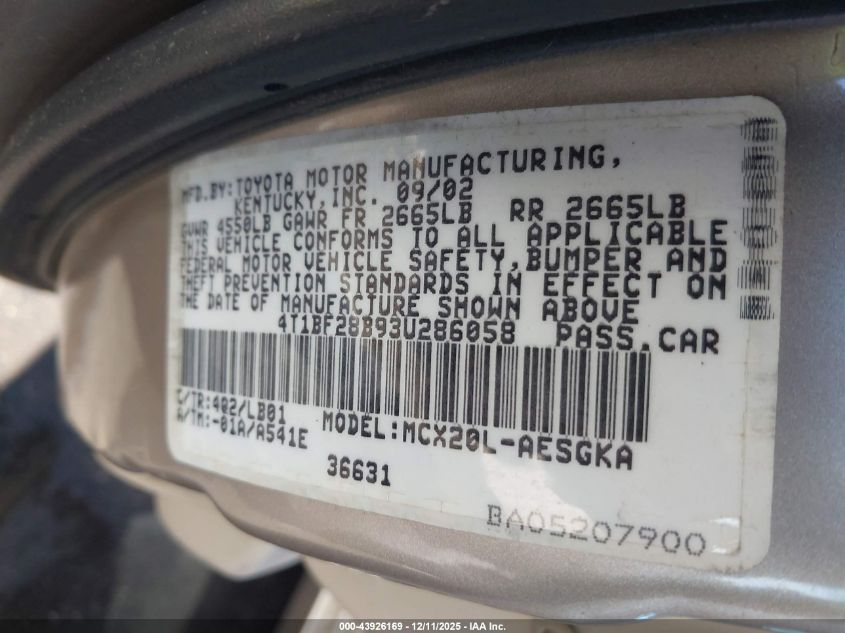 MFD.BY:TOYOTA MOTOR MANUFACTURING,
KENTUCKY,INC. 09/02
GVWR 4550LB GAWR FR 2665LB RR 2665LB
THIS VEHICLE CONFORMS TO ALL APPLICABLE
FEDERAL MOTOR VEHICLE SAFETY,BUMPER AND
THEFT PREVENTION STANDARDS IN EFFECT ON
THE DATE OF MANUFACTURE SHOWN ABOVE
4T1BF28B93U286058 PASS.CAR
C/TR:402/LB01
A/TM:-01A/A541E
MODEL:MCX20L-AESGKA
36631
BA05207900
000-43926169 - 12/11/2025 - IAA Inc.